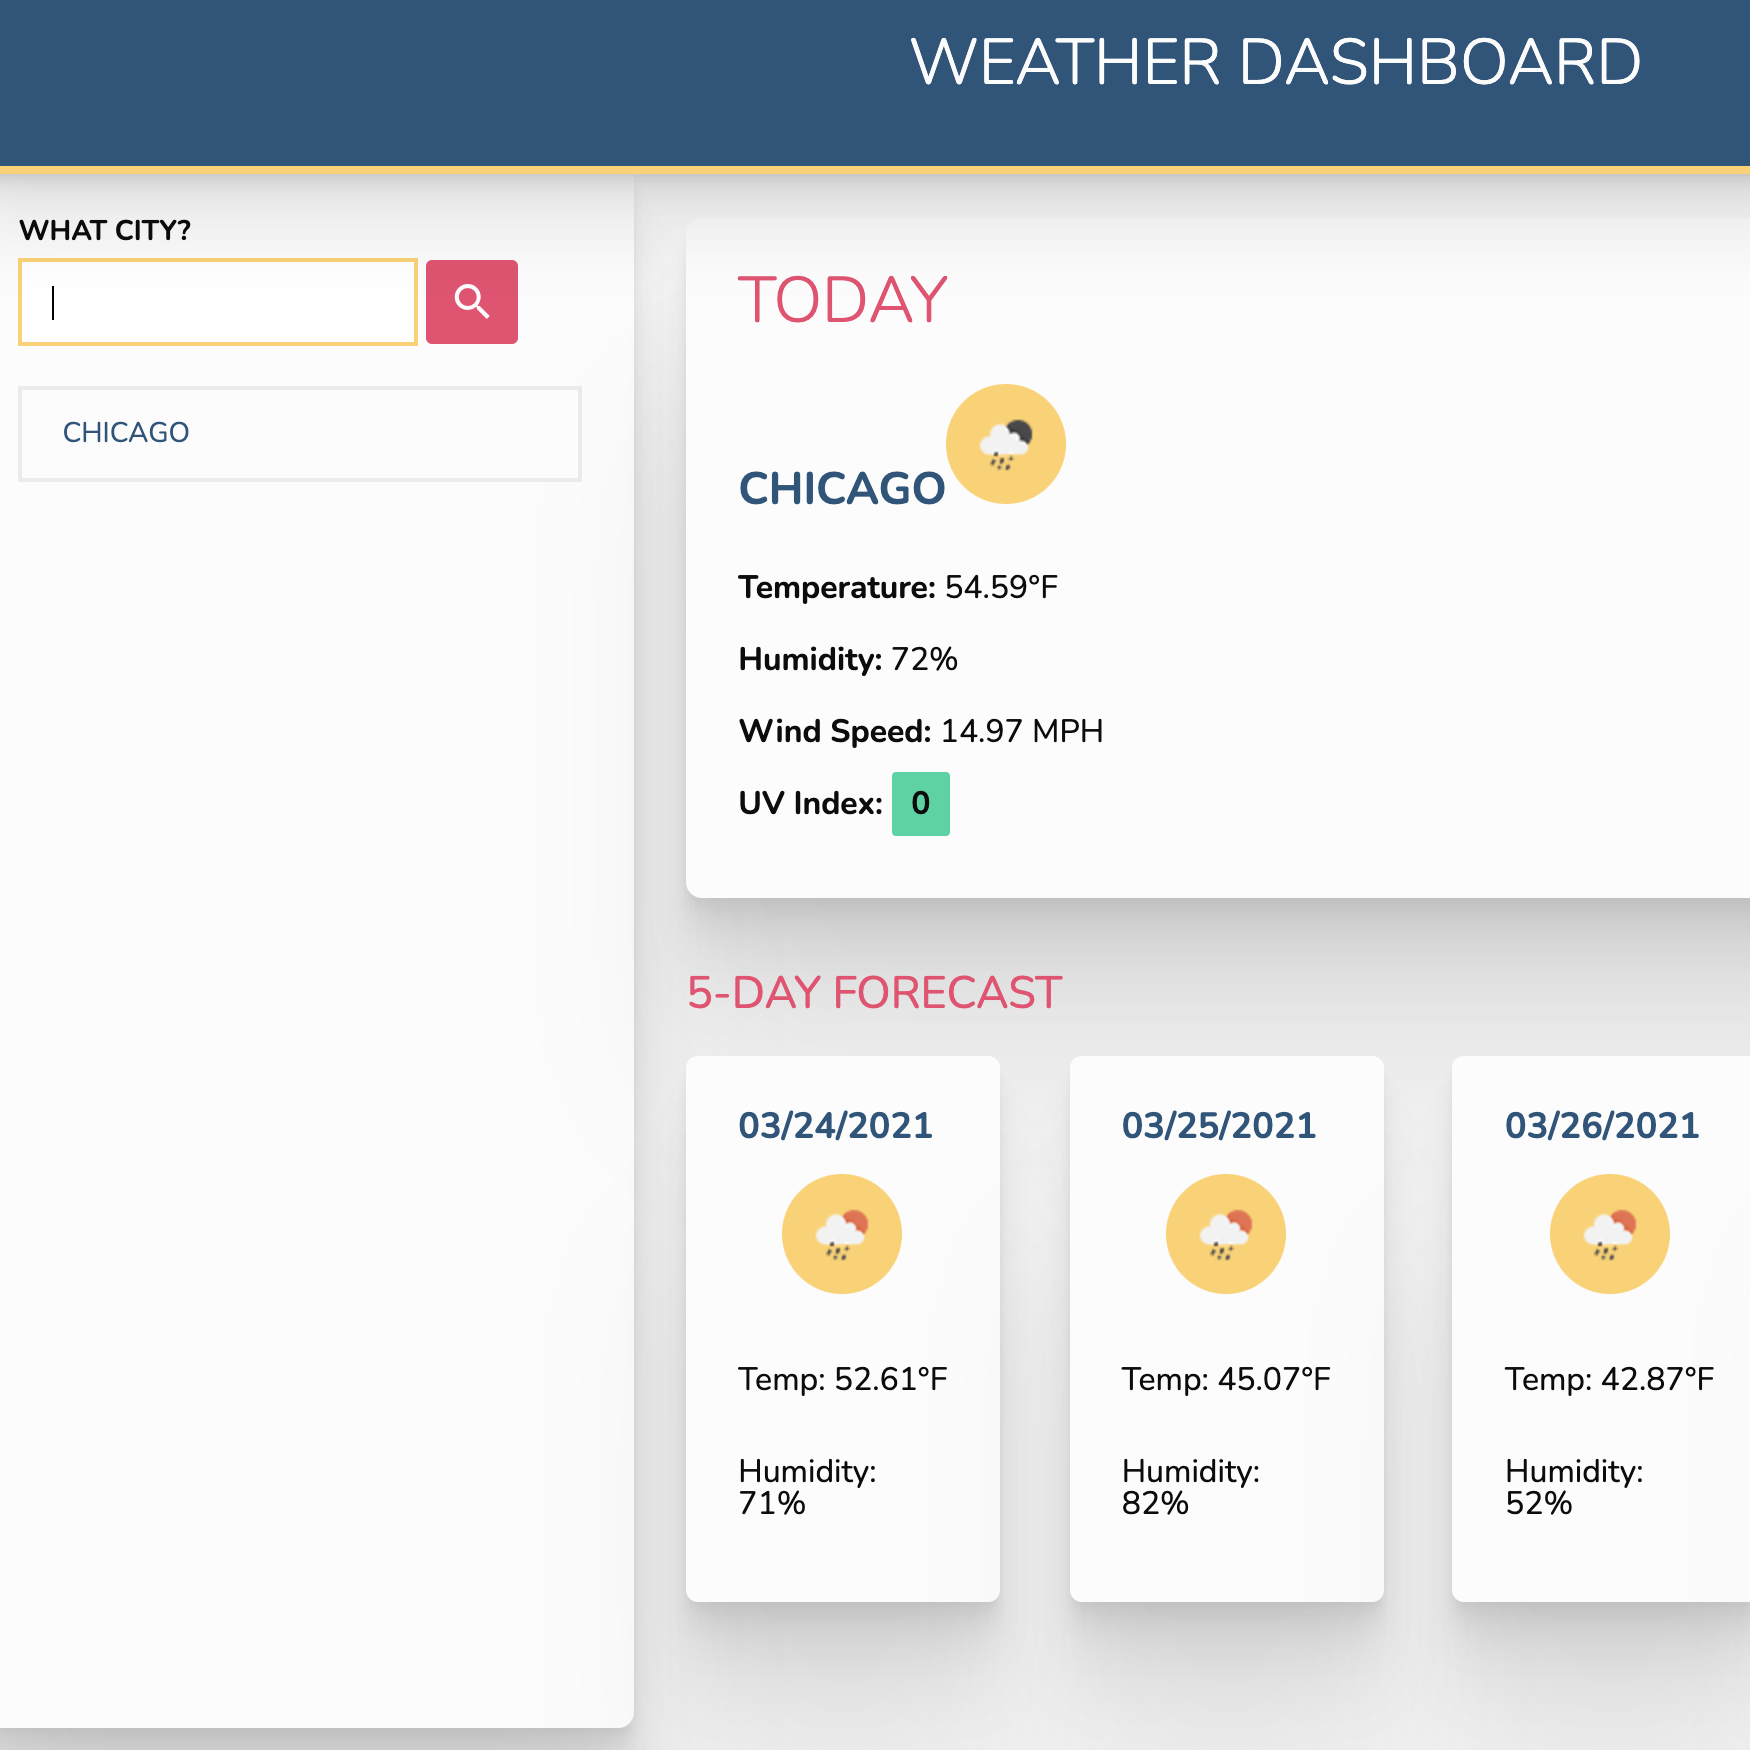 WEATHER DASHBOARD
WHAT CITY?
CHICAGO
TODAY
CHICAGO
Temperature: 54.59°F
Humidity: 72%
Wind Speed: 14.97 MPH
UV Index: 0
5-DAY FORECAST
03/24/2021
Temp: 52.61°F
Humidity:
71%
03/25/2021
Temp: 45.07°F
Humidity:
82%
03/26/2021
Temp: 42.87°F
Humidity:
52%